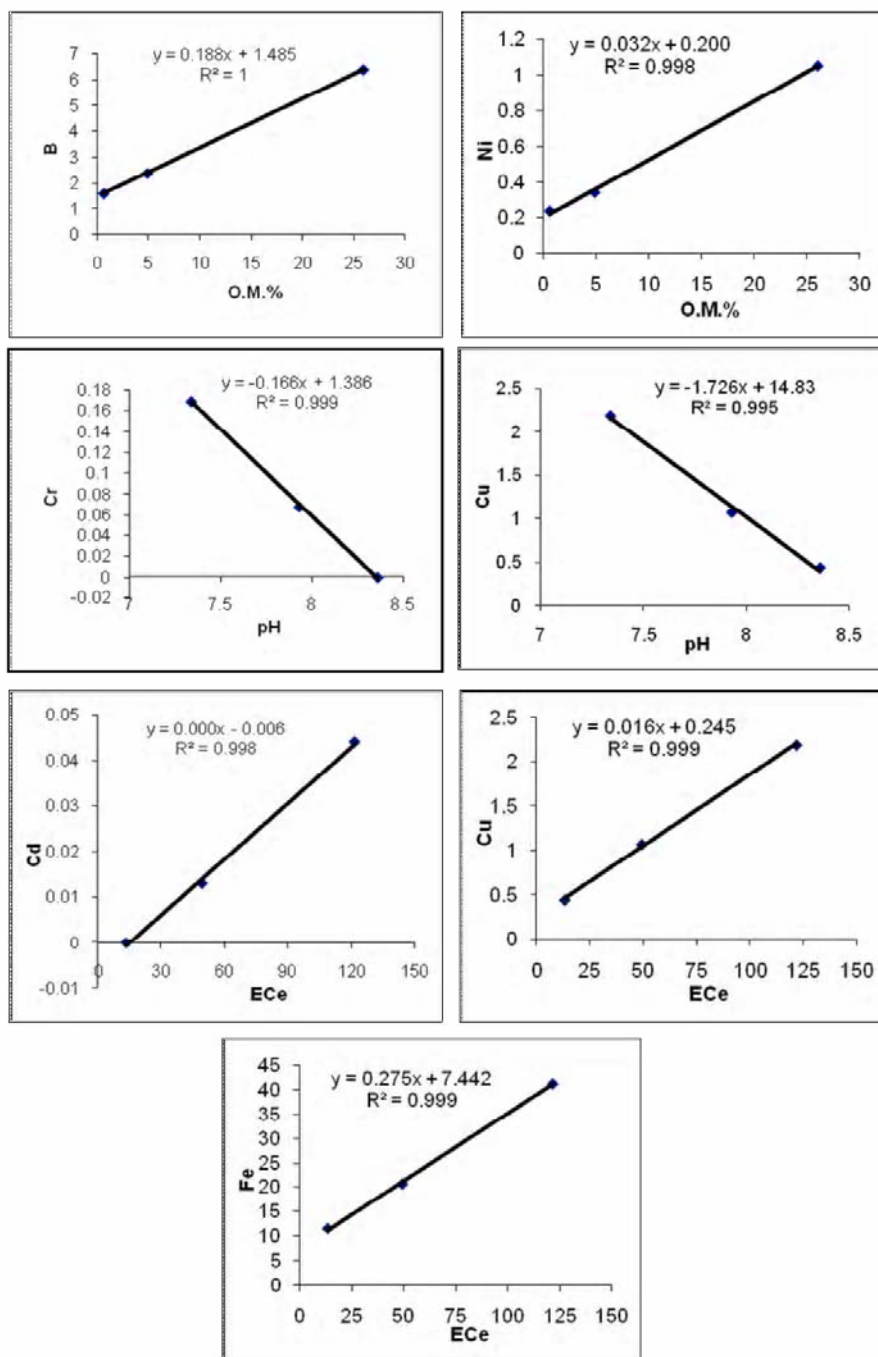 y = 0.188x + 1.485
R² = 1
7
6
5
4
3
2
1
0
B
0 5 10 15 20 25 30
O.M.%
y = 0.032x + 0.200
R² = 0.998
1.2
1
0.8
0.6
0.4
0.2
0
Ni
0 5 10 15 20 25 30
O.M.%
y = -0.166x + 1.386
R² = 0.999
0.18
0.16
0.14
0.12
0.1
0.08
0.06
0.04
0.02
0
-0.02
Cr
7 7.5 8 8.5
pH
y = -1.726x + 14.83
R² = 0.995
2.5
2
1.5
1
0.5
0
Cu
7 7.5 8 8.5
pH
y = 0.000x - 0.006
R² = 0.998
0.05
0.04
0.03
0.02
0.01
0
-0.01
Cd
0 30 60 90 120 150
ECe
y = 0.016x + 0.245
R² = 0.999
2.5
2
1.5
1
0.5
0
Cu
0 25 50 75 100 125 150
ECe
y = 0.275x + 7.442
R² = 0.999
45
40
35
30
25
20
15
10
5
0
Fe
0 25 50 75 100 125 150
ECe